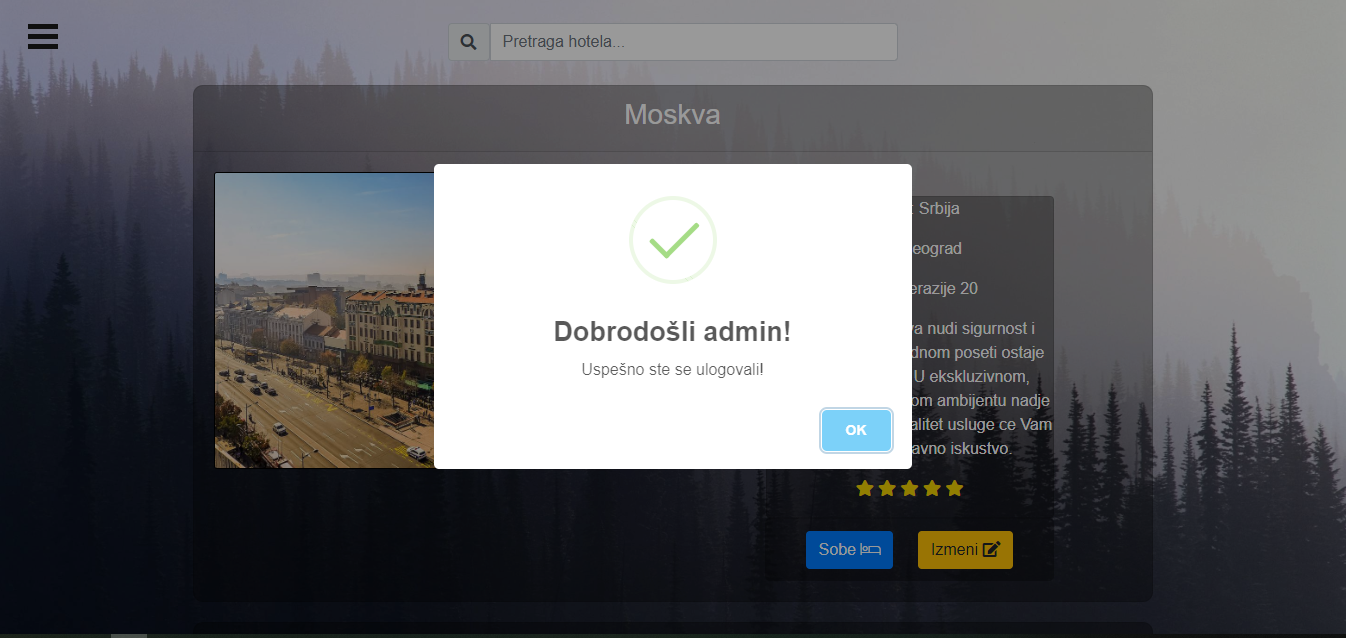 Pretraga hotela...
Moskva
Dobrodošli admin!
Uspešno ste se ulogovali!
OK
: Srbija
eograd
erazije 20
va nudi sigurnost i
dnom poseti ostaje
U ekskluzivnom,
om ambijentu nadje
alitet usluge ce Vam
avno iskustvo.
Sobe
Izmeni